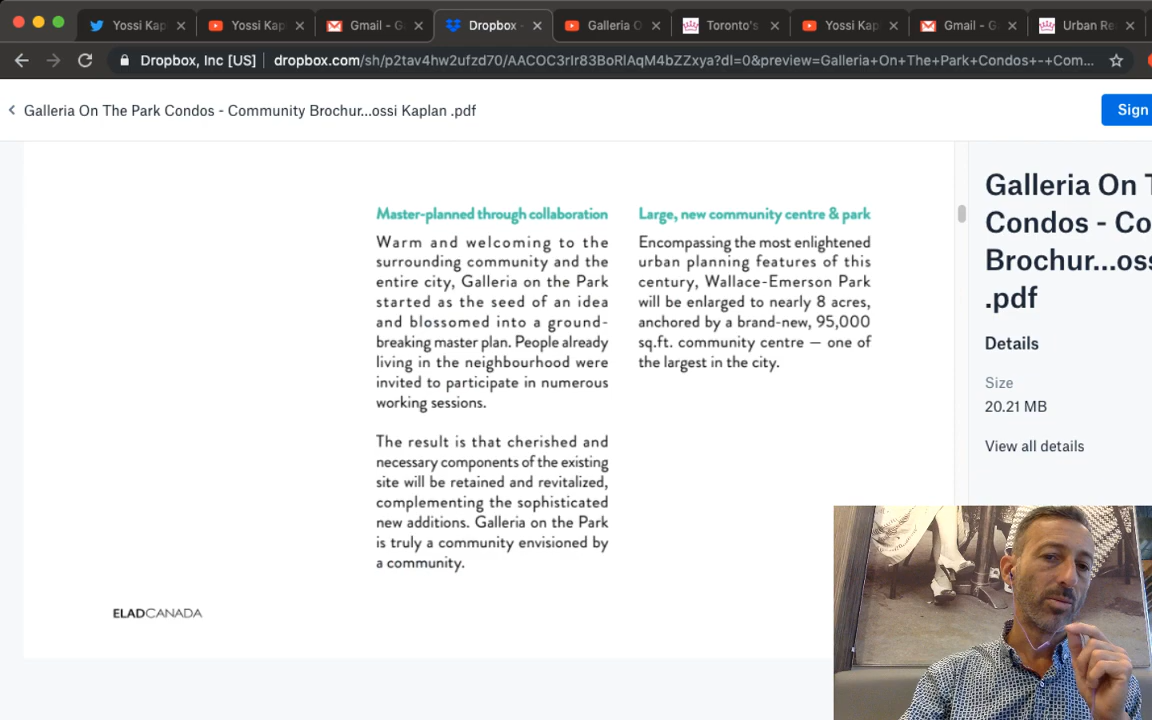 Yossi Kap
Yossi Kap
Gmail - G
Dropbox -
Galleria O
Toronto's
Yossi Kap
Gmail - G
Urban Re
Dropbox, Inc [US]
dropbox.com/sh/p2tav4hw2ufzd70/AACOC3rIr83BoRlAqM4bZZxya?dl=0&preview=Galleria+On+The+Park+Condos+-+Com...
Galleria On The Park Condos - Community Brochur...ossi Kaplan .pdf
Sign
Master-planned through collaboration
Warm and welcoming to the
surrounding community and the
entire city, Galleria on the Park
started as the seed of an idea
and blossomed into a ground-
breaking master plan. People already
living in the neighbourhood were
invited to participate in numerous
working sessions.
The result is that cherished and
necessary components of the existing
site will be retained and revitalized,
complementing the sophisticated
new additions. Galleria on the Park
is truly a community envisioned by
a community.
Large, new community centre & park
Encompassing the most enlightened
urban planning features of this
century, Wallace-Emerson Park
will be enlarged to nearly 8 acres,
anchored by a brand-new, 95,000
sq.ft. community centre — one of
the largest in the city.
ELADCANADA
Galleria On T
Condos - Co
Brochur...oss
.pdf
Details
Size
20.21 MB
View all details